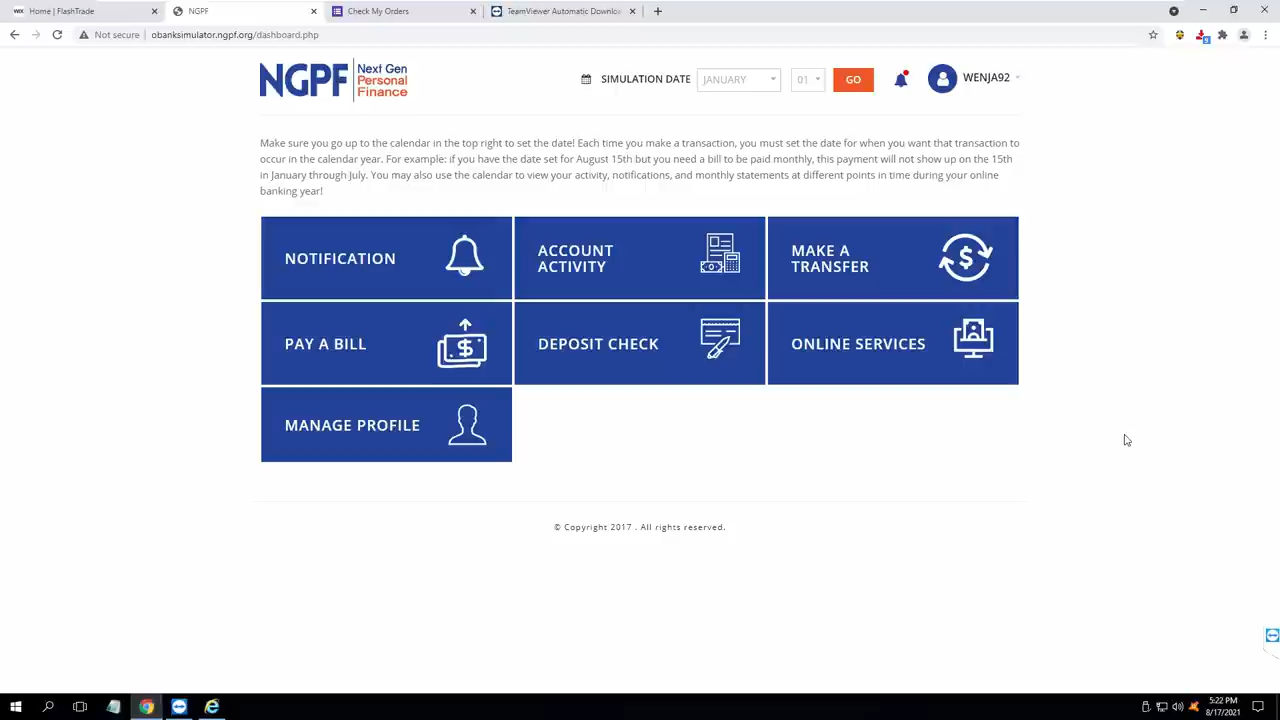 Home | FlashTrade
NGPF
Check My Orders
TeamViewer Automatic Downlo
Not secure
obanksimulator.ngpf.org/dashboard.php
NGPF
Next Gen
Personal
Finance
SIMULATION DATE
JANUARY
01
GO
WENJA92
Make sure you go up to the calendar in the top right to set the date! Each time you make a transaction, you must set the date for when you want that transaction to
occur in the calendar year. For example: if you have the date set for August 15th but you need a bill to be paid monthly, this payment will not show up on the 15th
in January through July. You may also use the calendar to view your activity, notifications, and monthly statements at different points in time during your online
banking year!
NOTIFICATION
ACCOUNT
ACTIVITY
MAKE A
TRANSFER
PAY A BILL
DEPOSIT CHECK
ONLINE SERVICES
MANAGE PROFILE
© Copyright 2017 . All rights reserved.
5:22 PM
8/17/2021